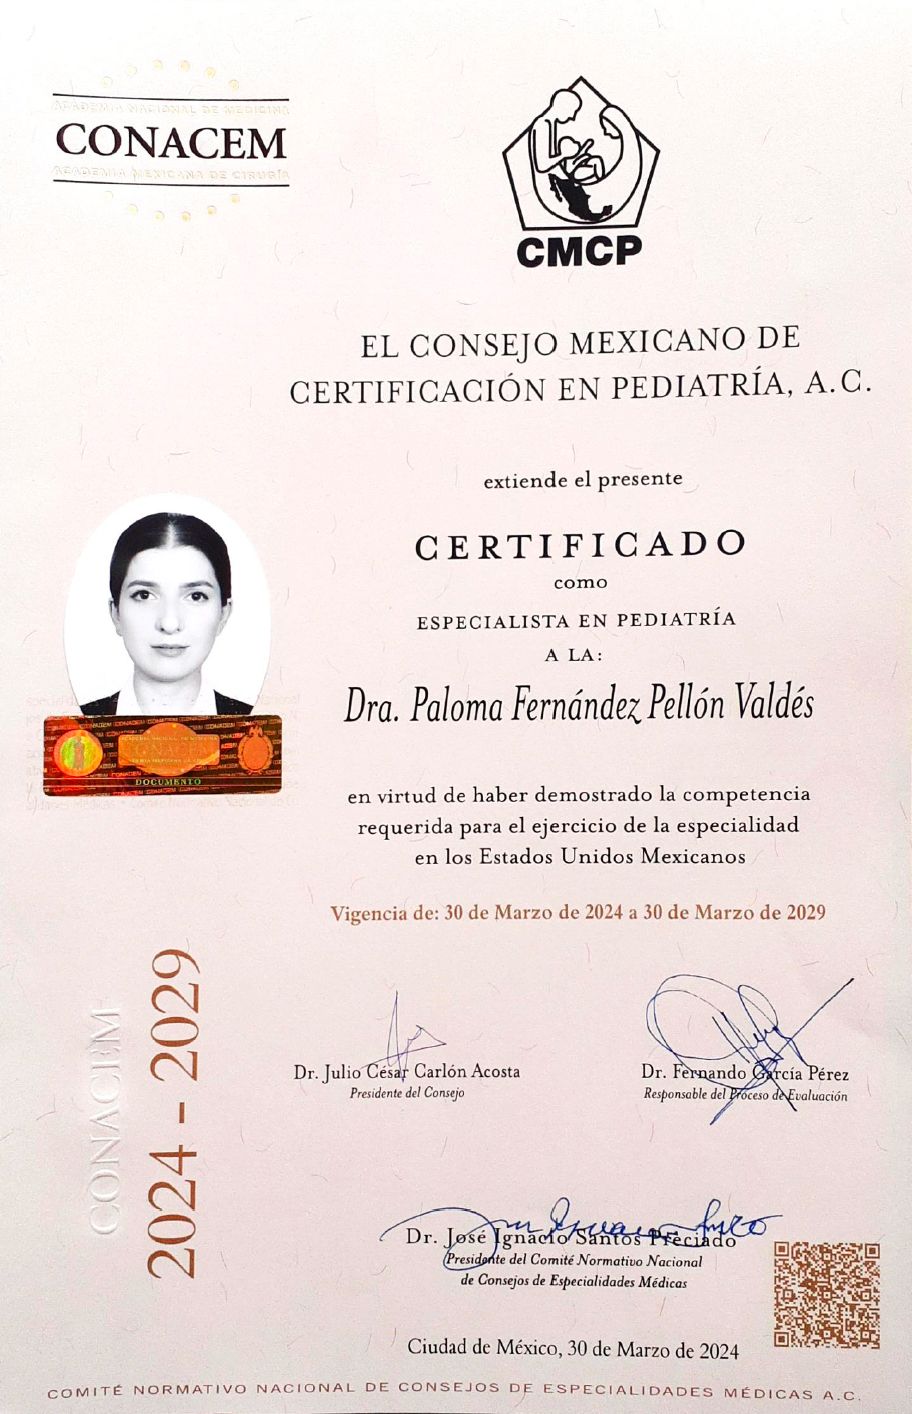 ACADEMIA NACIONAL DE MEDICINA
CONACEM
ACADEMIA MEXICANA DE CIRUGÍA
CMCP
EL CONSEJO MEXICANO DE
CERTIFICACIÓN EN PEDIATRÍA, A.C.
extiende el presente
CERTIFICADO
como
ESPECIALISTA EN PEDIATRÍA
A LA:
Dra. Paloma Fernández Pellón Valdés
CONACEM
DOCUMENTO
en virtud de haber demostrado la competencia
requerida para el ejercicio de la especialidad
en los Estados Unidos Mexicanos
Vigencia de: 30 de Marzo de 2024 a 30 de Marzo de 2029
CONACEM
2024 - 2029
Dr. Julio César Carlón Acosta
Presidente del Consejo
Dr. Fernando García Pérez
Responsable del Proceso de Evaluación
Dr. José Ignacio Santos Preciado
Presidente del Comité Normativo Nacional
de Consejos de Especialidades Médicas
Ciudad de México, 30 de Marzo de 2024
COMITÉ NORMATIVO NACIONAL DE CONSEJOS DE ESPECIALIDADES MÉDICAS A.C.